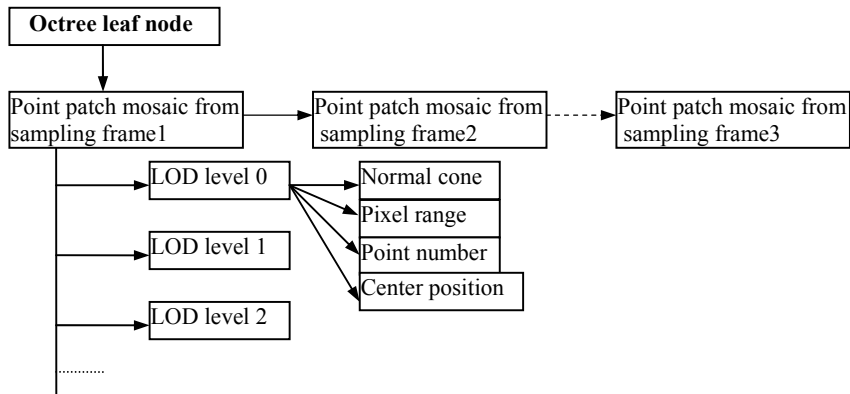 Octree leaf node
Point patch mosaic from
sampling frame1
Point patch mosaic from
sampling frame2
Point patch mosaic from
sampling frame3
LOD level 0
Normal cone
Pixel range
Point number
Center position
LOD level 1
LOD level 2